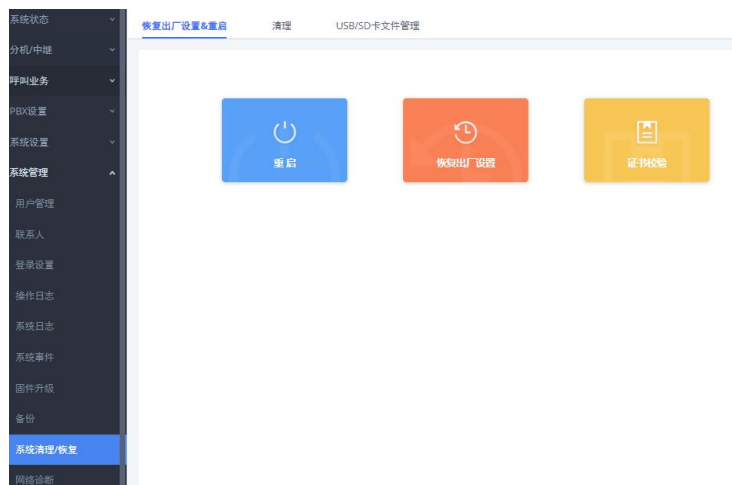 系统状态
分机/中继
呼叫业务
PBX设置
系统设置
系统管理
用户管理
联系人
登录设置
操作日志
系统日志
系统事件
固件升级
备份
系统清理/恢复
网络诊断
恢复出厂设置&重启 清理 USB/SD卡文件管理
重启 恢复出厂设置 证书校验